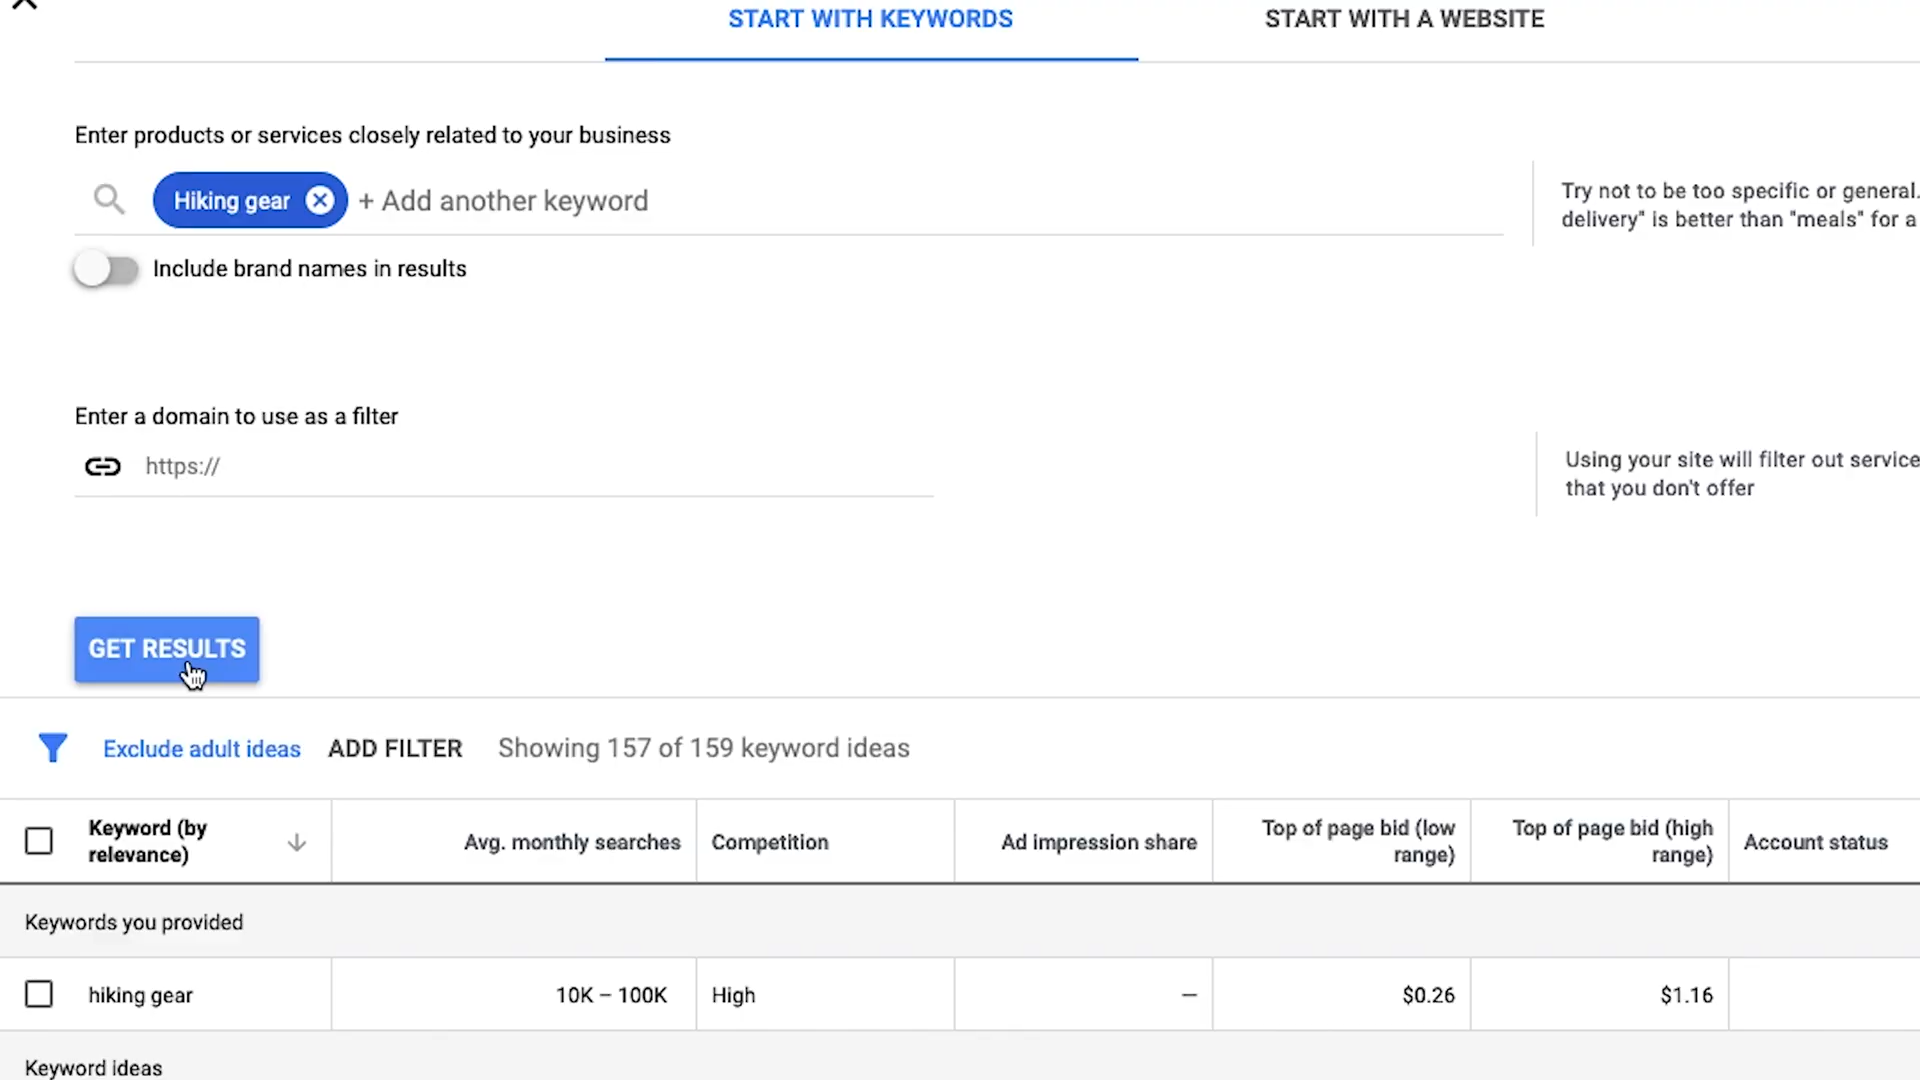 START WITH KEYWORDS
START WITH A WEBSITE
Enter products or services closely related to your business
Hiking gear
+ Add another keyword
Try not to be too specific or general.
delivery" is better than "meals" for a
Include brand names in results
Enter a domain to use as a filter
https://
Using your site will filter out service
that you don't offer
GET RESULTS
Exclude adult ideas
ADD FILTER
Showing 157 of 159 keyword ideas
Keyword (by
relevance)
Avg. monthly searches
Competition
Ad impression share
Top of page bid (low
range)
Top of page bid (high
range)
Account status
Keywords you provided
hiking gear
10K – 100K
High
–
$0.26
$1.16
Keyword ideas